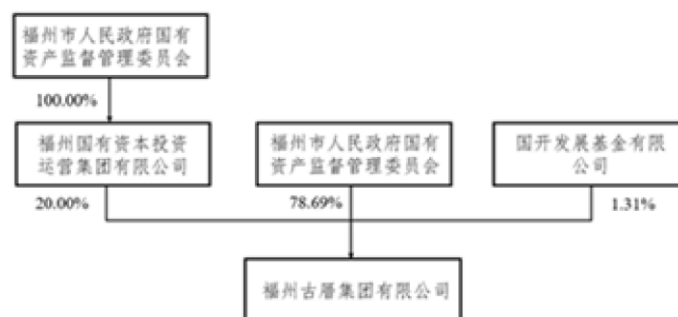 福州市人民政府国有
资产监督管理委员会
100.00%
福州国有资本投资
运营集团有限公司
福州市人民政府国有
资产监督管理委员会
国开发展基金有限
公司
20.00%
78.69%
1.31%
福州古厝集团有限公司